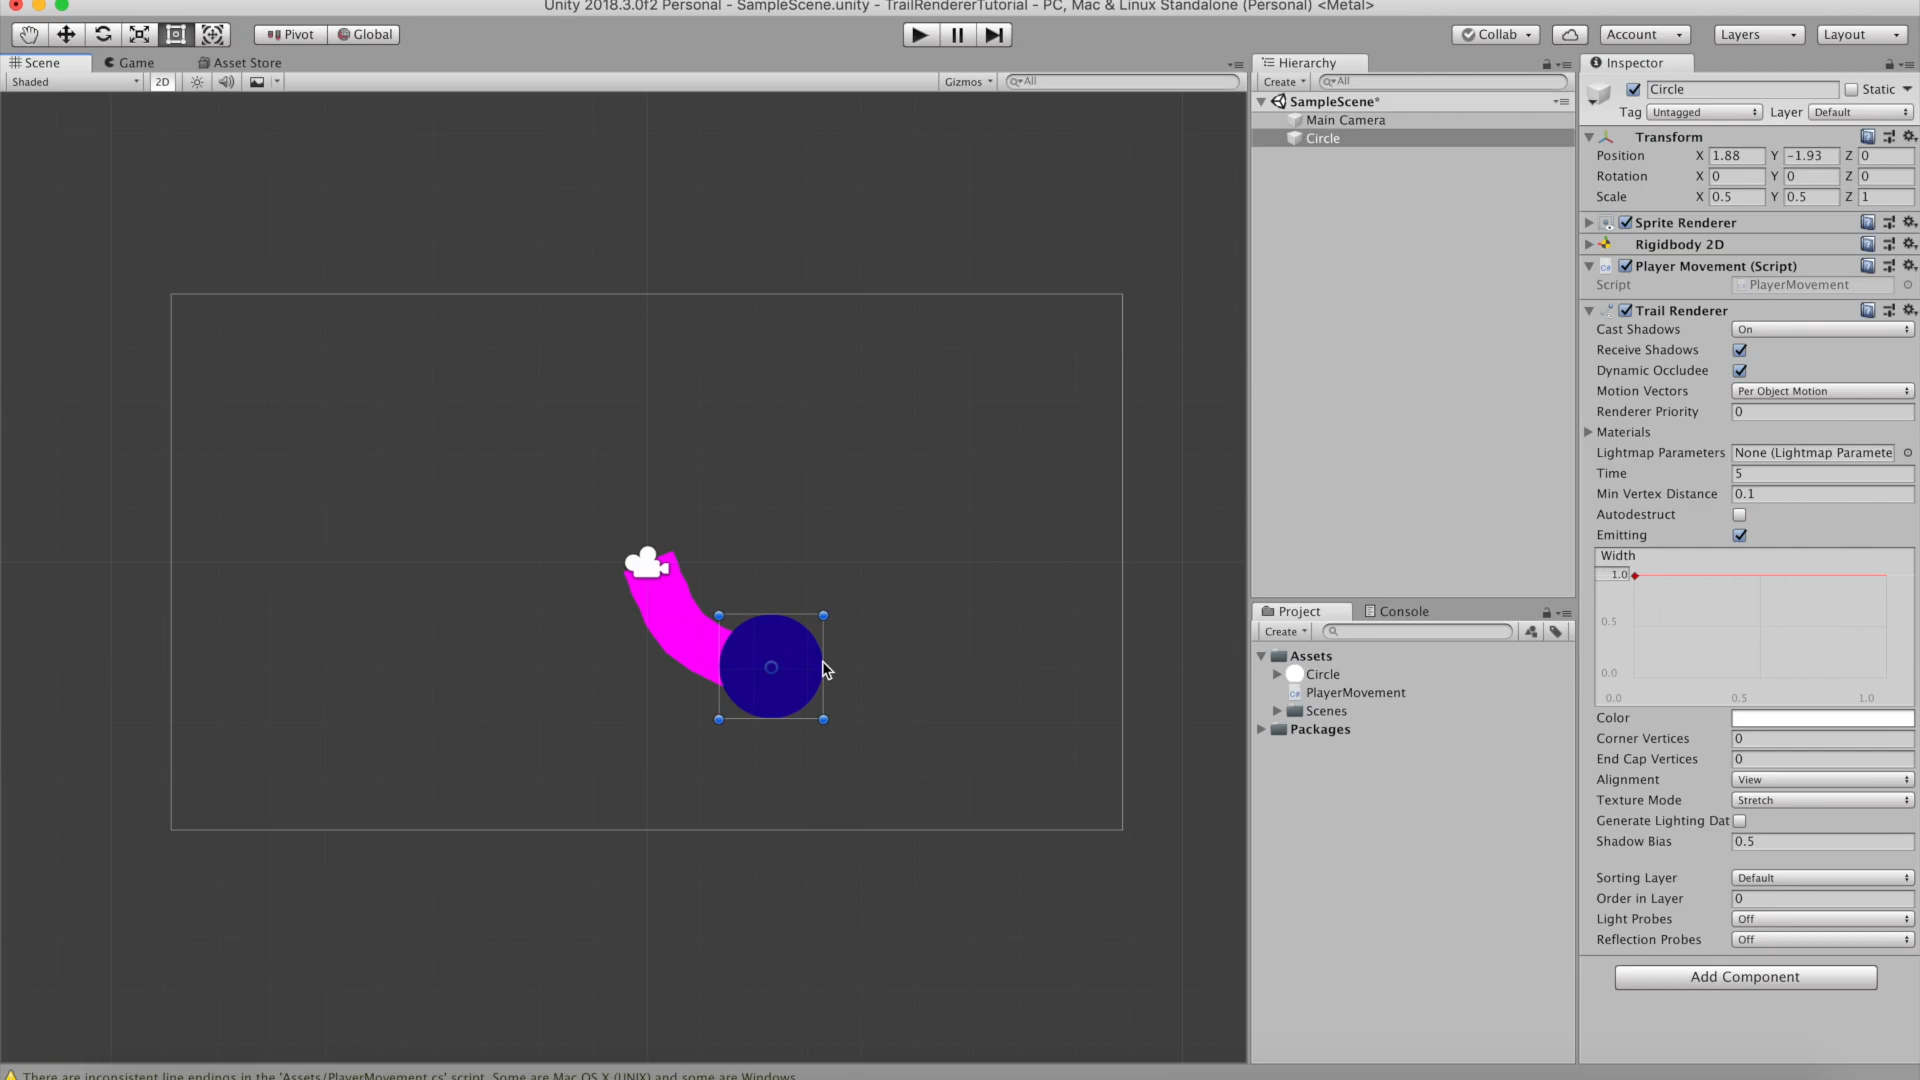 Unity 2018.3.0f2 Personal - SampleScene.unity - TrailRendererTutorial - PC, Mac & Linux Standalone (Personal) <Metal>
Pivot Global Collab Account Layers Layout
Scene Game Asset Store
Shaded 2D Gizmos All
Hierarchy
Create All
SampleScene*
Main Camera
Circle
Project Console
Create
Assets
Circle
PlayerMovement
Scenes
Packages
Inspector
Circle Static
Tag Untagged Layer Default
Transform
Position X 1.88 Y -1.93 Z 0
Rotation X 0 Y 0 Z 0
Scale X 0.5 Y 0.5 Z 1
Sprite Renderer
Rigidbody 2D
Player Movement (Script)
Script PlayerMovement
Trail Renderer
Cast Shadows On
Receive Shadows
Dynamic Occludee
Motion Vectors Per Object Motion
Renderer Priority 0
Materials
Lightmap Parameters None (Lightmap Paramete
Time 5
Min Vertex Distance 0.1
Autodestruct
Emitting
Width
1.0
0.5
0.0
0.0 0.5 1.0
Color
Corner Vertices 0
End Cap Vertices 0
Alignment View
Texture Mode Stretch
Generate Lighting Dat
Shadow Bias 0.5
Sorting Layer Default
Order in Layer 0
Light Probes Off
Reflection Probes Off
Add Component
There are inconsistent line endings in the 'Assets/PlayerMovement.cs' script. Some are Mac OS X (UNIX) and some are Windows.